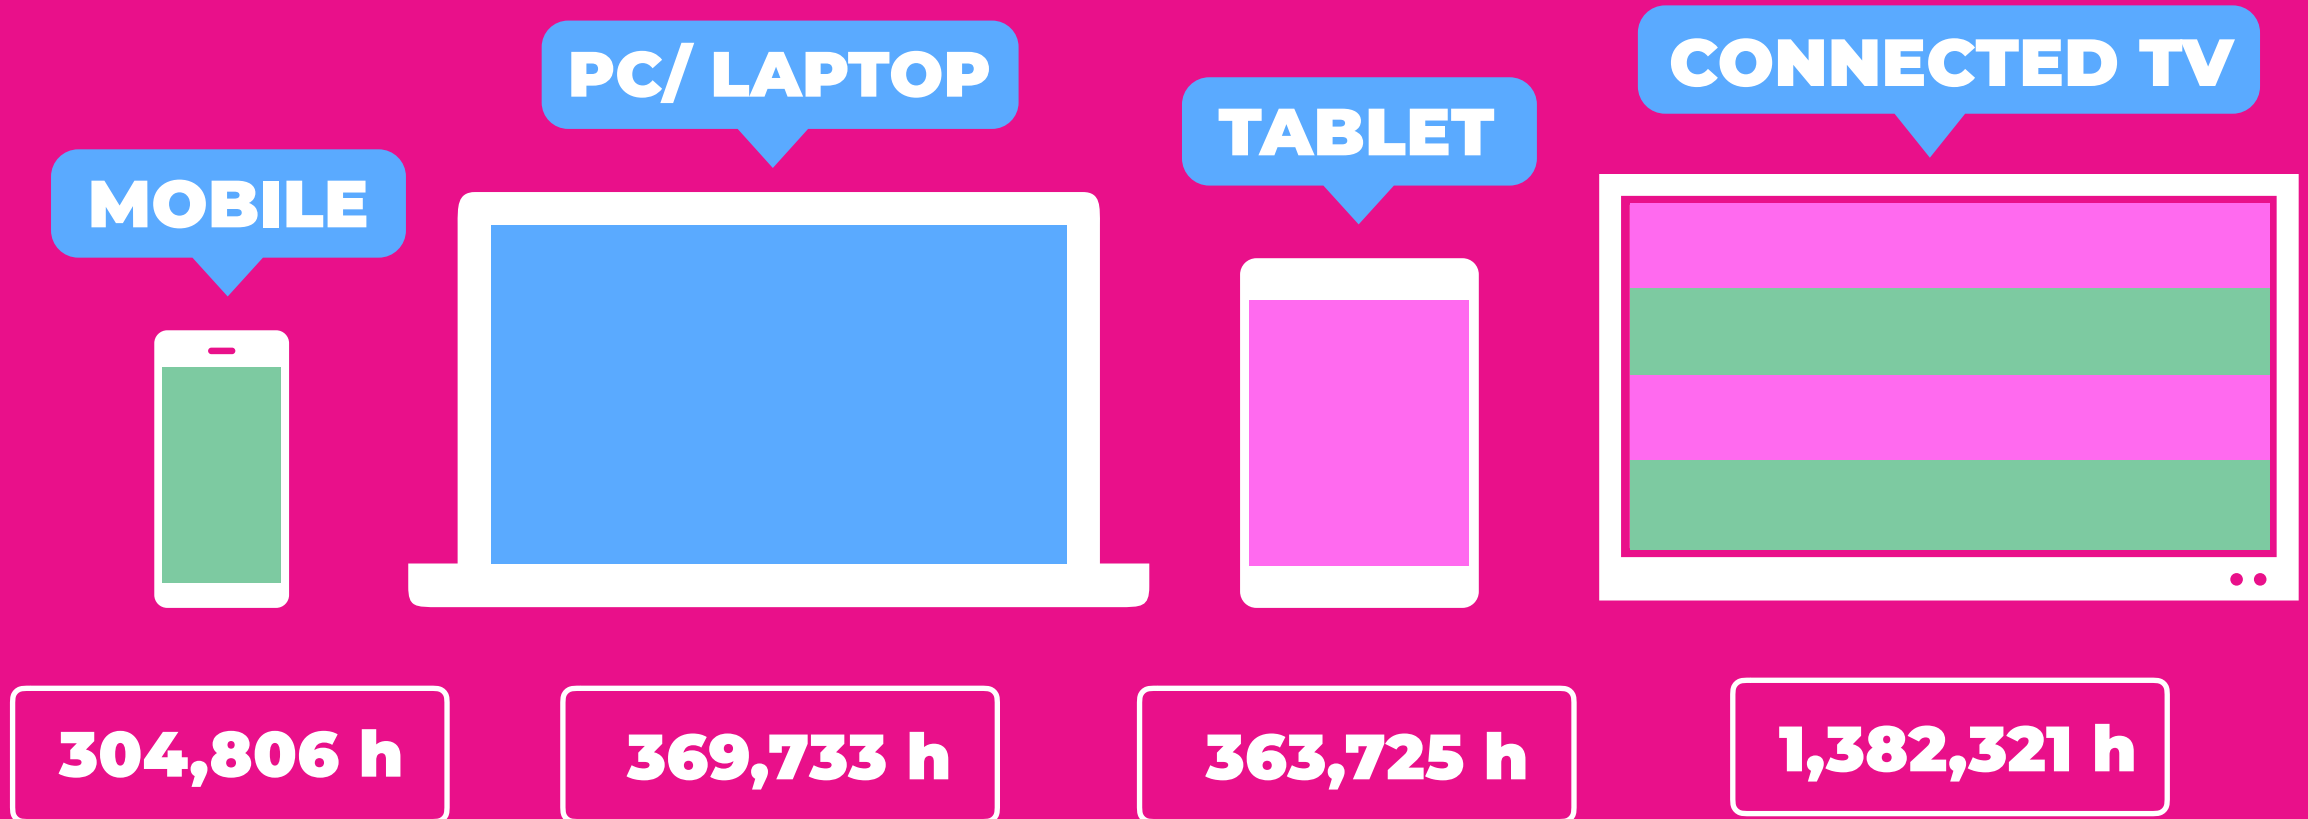 MOBILE
PC/ LAPTOP
TABLET
CONNECTED TV
304,806 h
369,733 h
363,725 h
1,382,321 h